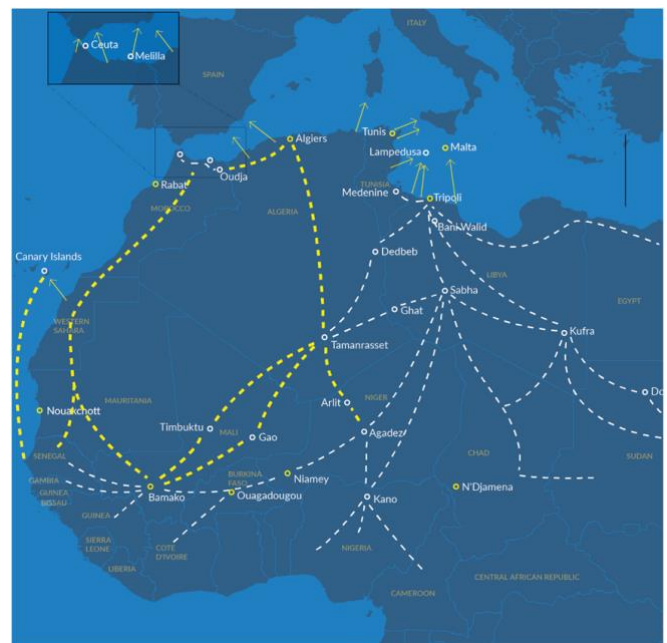 ITALY
Ceuta
Melilla
SPAIN
Algiers
Tunis
Malta
Lampedusa
Oudja
Rabat
MOROCCO
Medenine
TUNISIA
Tripoli
ALGERIA
Bani Walid
Dedbeb
Canary Islands
LIBYA
EGYPT
Sabha
Ghat
WESTERN
SAHARA
Kufra
Tamanrasset
Do
MAURITANIA
Arlit
NIGER
Nouakchott
Timbuktu
MALI
Gao
Agadez
CHAD
SUDAN
SENEGAL
GAMBIA
GUINEA
BISSAU
Bamako
BURKINA
FASO
Niamey
Ouagadougou
Kano
N'Djamena
GUINEA
SIERRA
LEONE
COTE
D'IVOIRE
LIBERIA
NIGERIA
CAMEROON
CENTRAL AFRICAN REPUBLIC